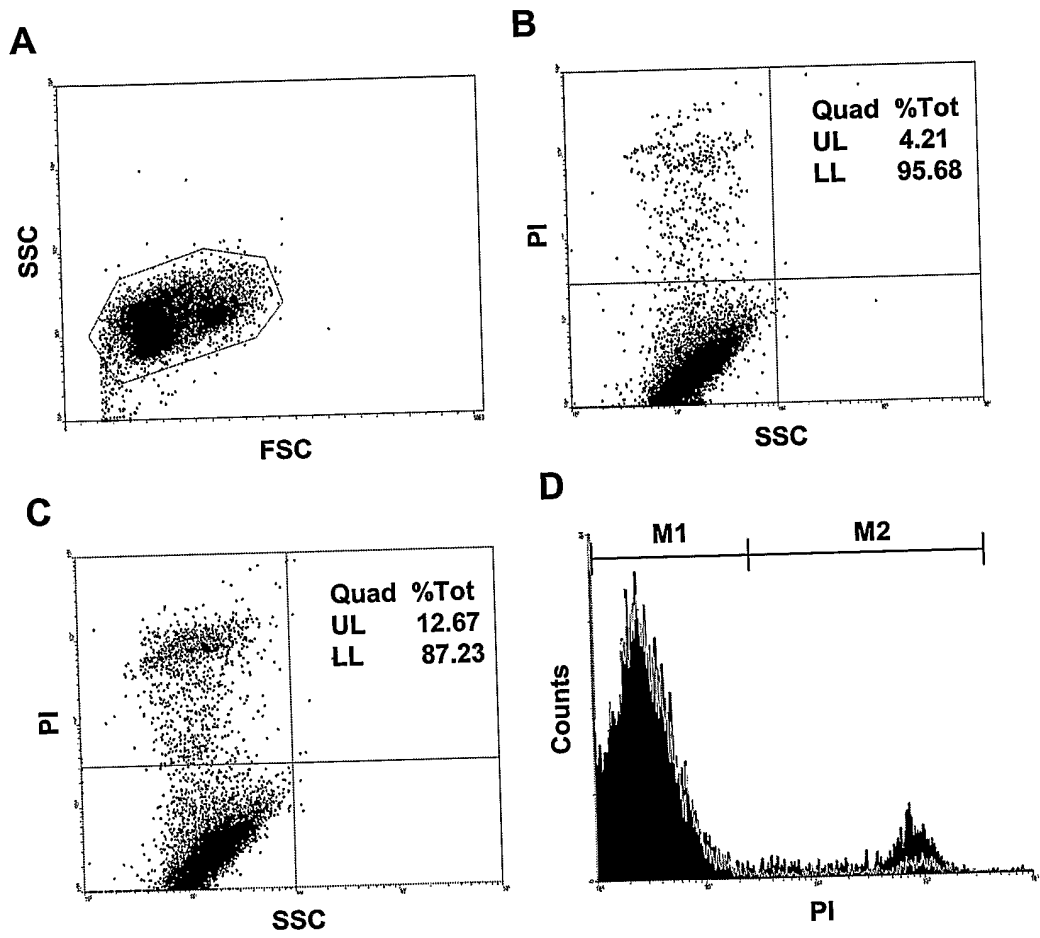 A
SSC
FSC
B
Quad %Tot
UL 4.21
LL 95.68
PI
SSC
C
Quad %Tot
UL 12.67
LL 87.23
PI
SSC
D
M1 M2
Counts
PI